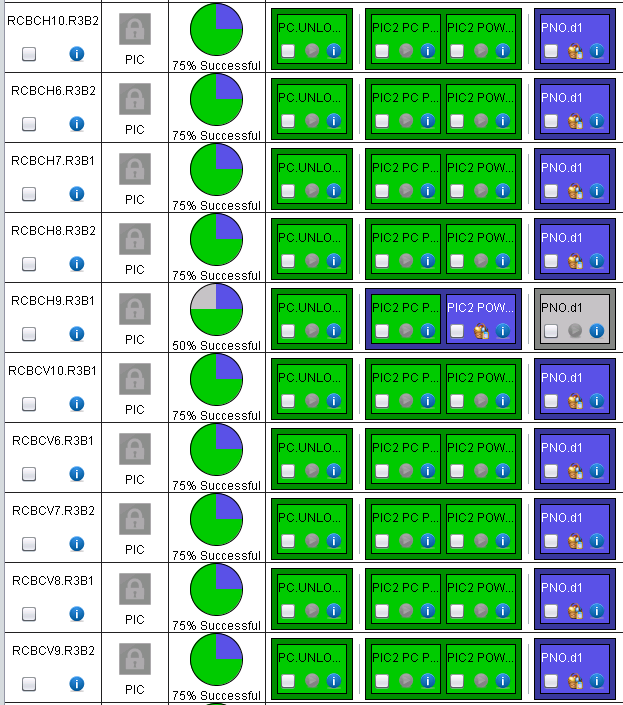 RCBCH10.R3B2 PIC 75% Successful PC.UNLO... PIC2 PC P... PIC2 POW... PNO.d1
RCBCH6.R3B2 PIC 75% Successful PC.UNLO... PIC2 PC P... PIC2 POW... PNO.d1
RCBCH7.R3B1 PIC 75% Successful PC.UNLO... PIC2 PC P... PIC2 POW... PNO.d1
RCBCH8.R3B2 PIC 75% Successful PC.UNLO... PIC2 PC P... PIC2 POW... PNO.d1
RCBCH9.R3B1 PIC 50% Successful PC.UNLO... PIC2 PC P... PIC2 POW... PNO.d1
RCBCV10.R3B1 PIC 75% Successful PC.UNLO... PIC2 PC P... PIC2 POW... PNO.d1
RCBCV6.R3B1 PIC 75% Successful PC.UNLO... PIC2 PC P... PIC2 POW... PNO.d1
RCBCV7.R3B2 PIC 75% Successful PC.UNLO... PIC2 PC P... PIC2 POW... PNO.d1
RCBCV8.R3B1 PIC 75% Successful PC.UNLO... PIC2 PC P... PIC2 POW... PNO.d1
RCBCV9.R3B2 PIC 75% Successful PC.UNLO... PIC2 PC P... PIC2 POW... PNO.d1